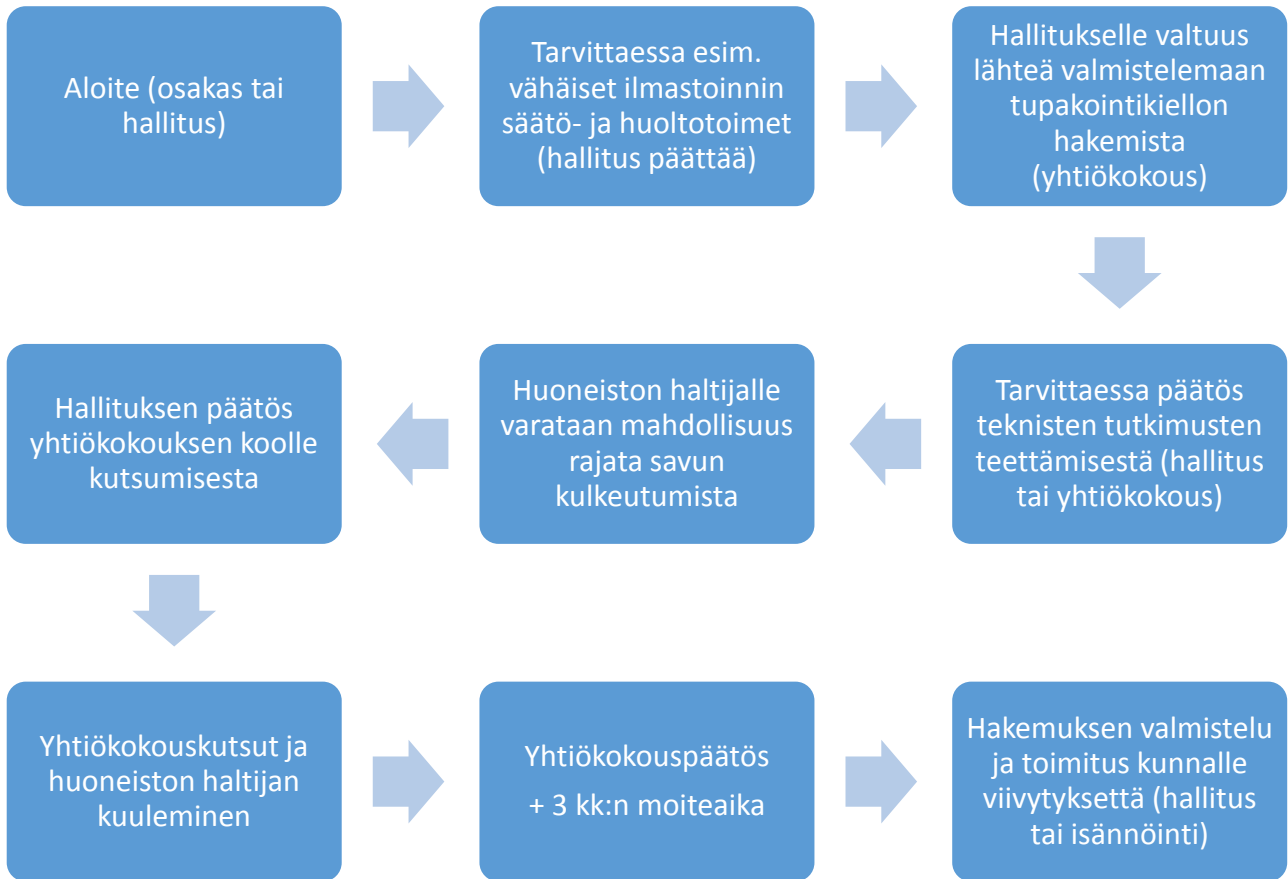 Aloite (osakas tai
hallitus)
Tarvittaessa esim.
vähäiset ilmastoinnin
säätö- ja huoltotoimet
(hallitus päättää)
Hallitukselle valtuus
lähteä valmistelemaan
tupakointikiellon
hakemista
(yhtiökokous)
Tarvittaessa päätös
teknisten tutkimusten
teettämisestä (hallitus
tai yhtiökokous)
Huoneiston haltijalle
varataan mahdollisuus
rajata savun
kulkeutumista
Hallituksen päätös
yhtiökokouksen koolle
kutsumisesta
Yhtiökokouskutsut ja
huoneiston haltijan
kuuleminen
Yhtiökokouspäätös
+ 3 kk:n moiteaika
Hakemuksen valmistelu
ja toimitus kunnalle
viivytyksettä (hallitus
tai isännöinti)